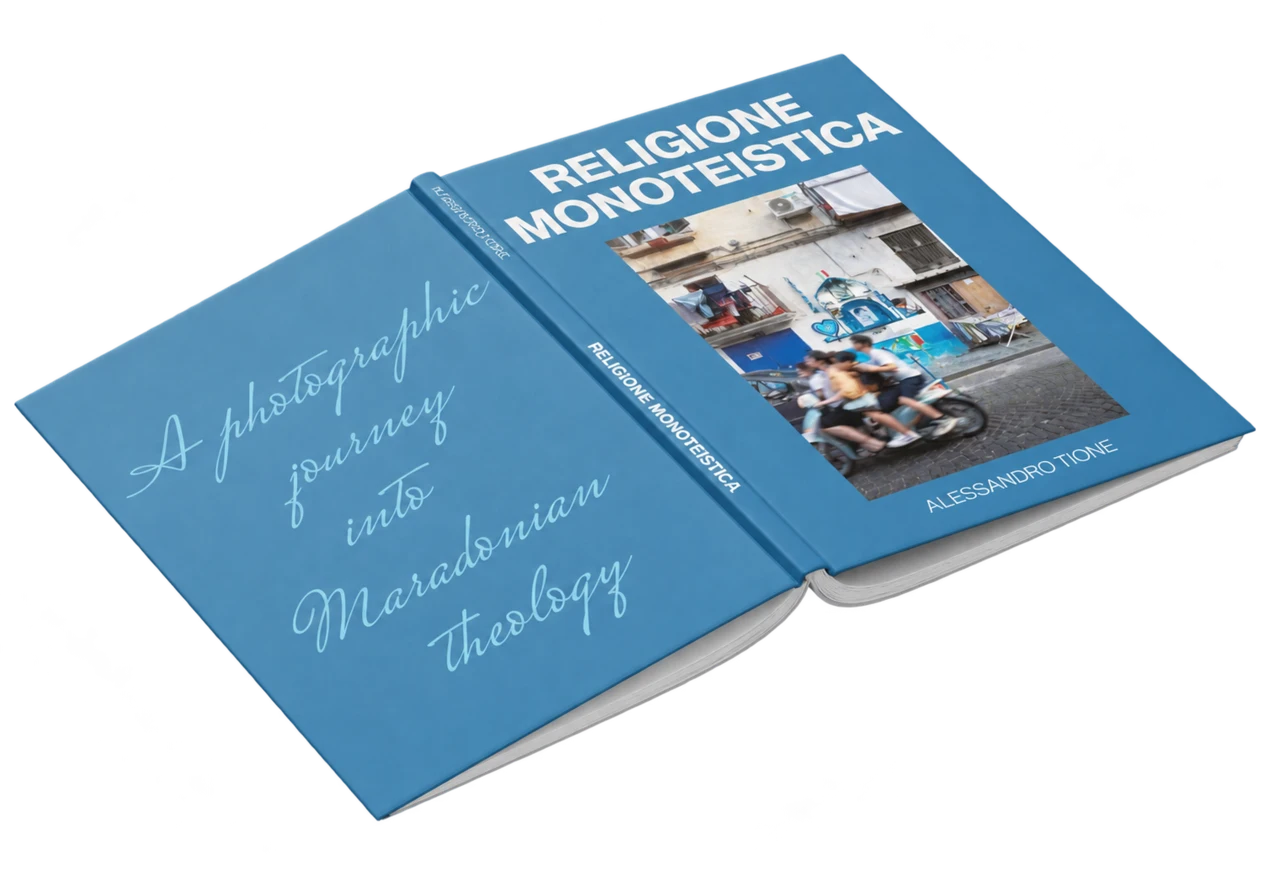 RELIGIONE
MONOTEISTICA
ALESSANDRO TIONE
RELIGIONE MONOTEISTICA
A photographic
journey
into
Maradonian
theology